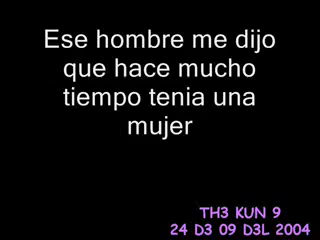 Ese hombre me dijo
que hace mucho
tiempo tenia una
mujer
TH3 KUN 9
24 D3 09 D3L 2004